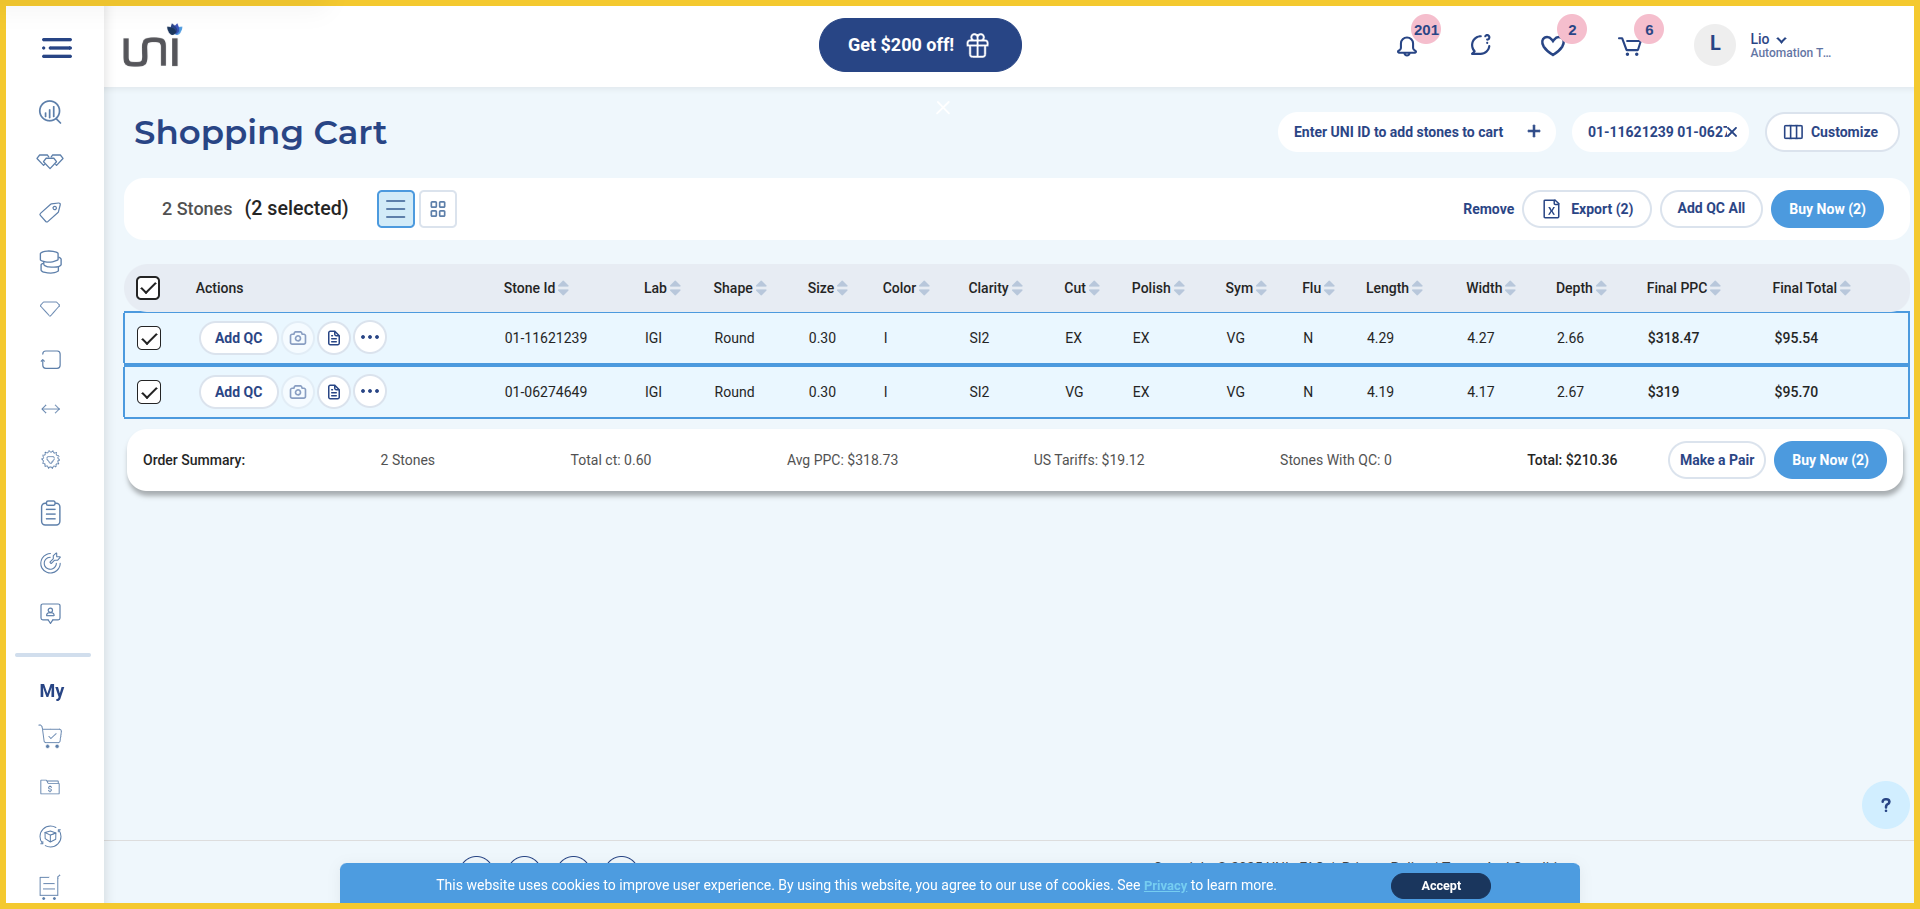 uni
Get $200 off!
201
2
6
L
Lio
Automation T...
Shopping Cart
Enter UNI ID to add stones to cart
01-11621239 01-0627
Customize
2 Stones (2 selected)
Remove
Export (2)
Add QC All
Buy Now (2)
Actions Stone Id Lab Shape Size Color Clarity Cut Polish Sym Flu Length Width Depth Final PPC Final Total
Add QC 01-11621239 IGI Round 0.30 I SI2 EX EX VG N 4.29 4.27 2.66 $318.47 $95.54
Add QC 01-06274649 IGI Round 0.30 I SI2 VG EX VG N 4.19 4.17 2.67 $319 $95.70
Order Summary: 2 Stones Total ct: 0.60 Avg PPC: $318.73 US Tariffs: $19.12 Stones With QC: 0 Total: $210.36 Make a Pair Buy Now (2)
My
?
This website uses cookies to improve user experience. By using this website, you agree to our use of cookies. See Privacy to learn more.
Accept